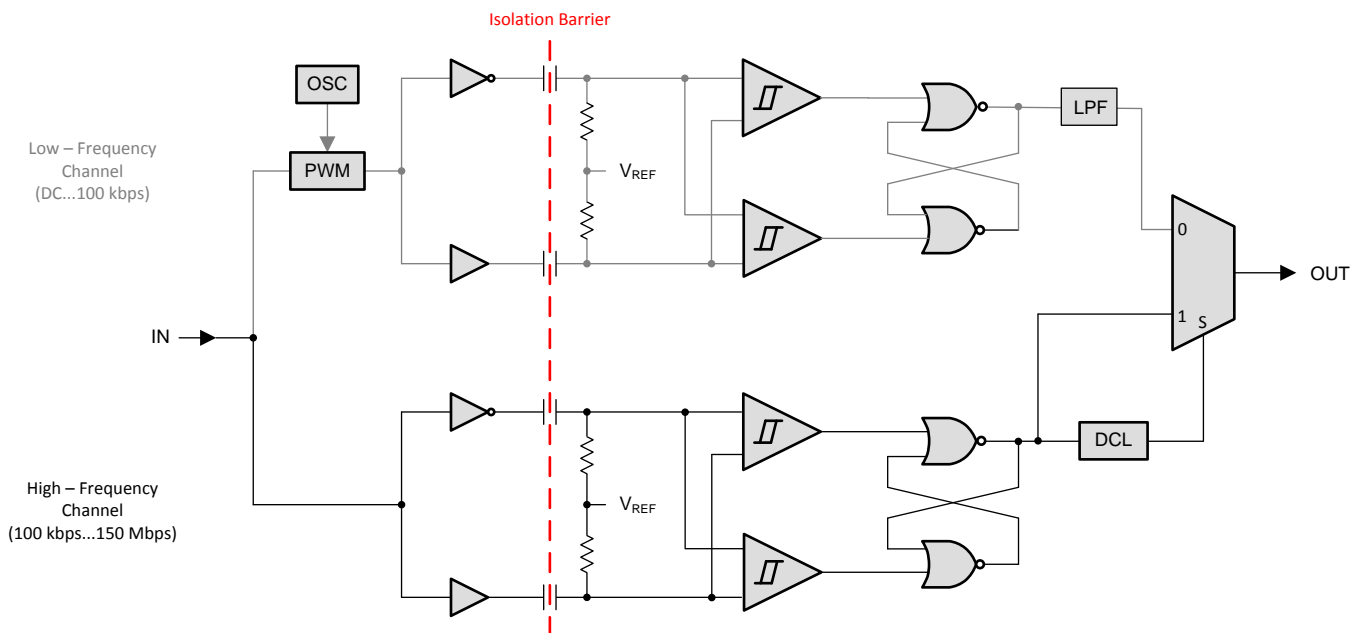 Isolation Barrier
OSC
PWM
Low – Frequency
Channel
(DC...100 kbps)
VREF
LPF
0
1
S
OUT
IN
High – Frequency
Channel
(100 kbps...150 Mbps)
VREF
DCL